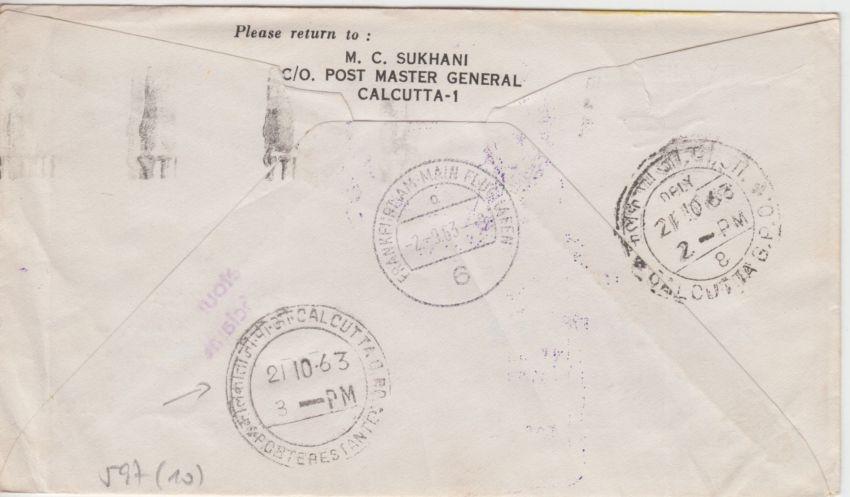 Please return to :
M. C. SUKHANI
C/O. POST MASTER GENERAL
CALCUTTA-1
FRANKFURT AM MAIN FLUGHAFEN
6
DELY
21 10 63
2 — PM
8
CALCUTTA G.P.O.
CALCUTTA G.P.O.
21 10 63
3 — PM
POSTE RESTANTE
597 (10)